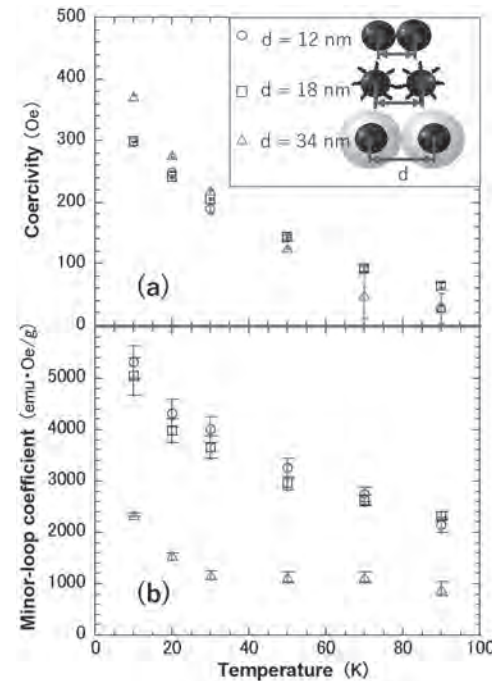 500
400
300
200
100
0
Coercivity (Oe)
d = 12 nm
d = 18 nm
d = 34 nm
d
(a)
5000
4000
3000
2000
1000
0
Minor-loop coefficient (emu・Oe/g)
(b)
0 20 40 60 80 100
Temperature (K)